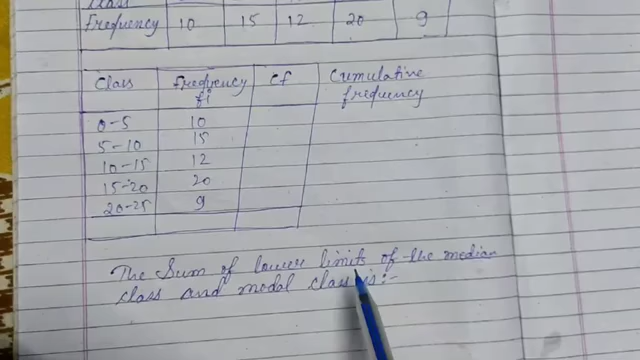 Class
Frequency 10 15 12 20 9
Class Frequency fi Cf Cumulative frequency
0-5 10
5-10 15
10-15 12
15-20 20
20-25 9
The Sum of lower limits of the median
class and modal class is:-